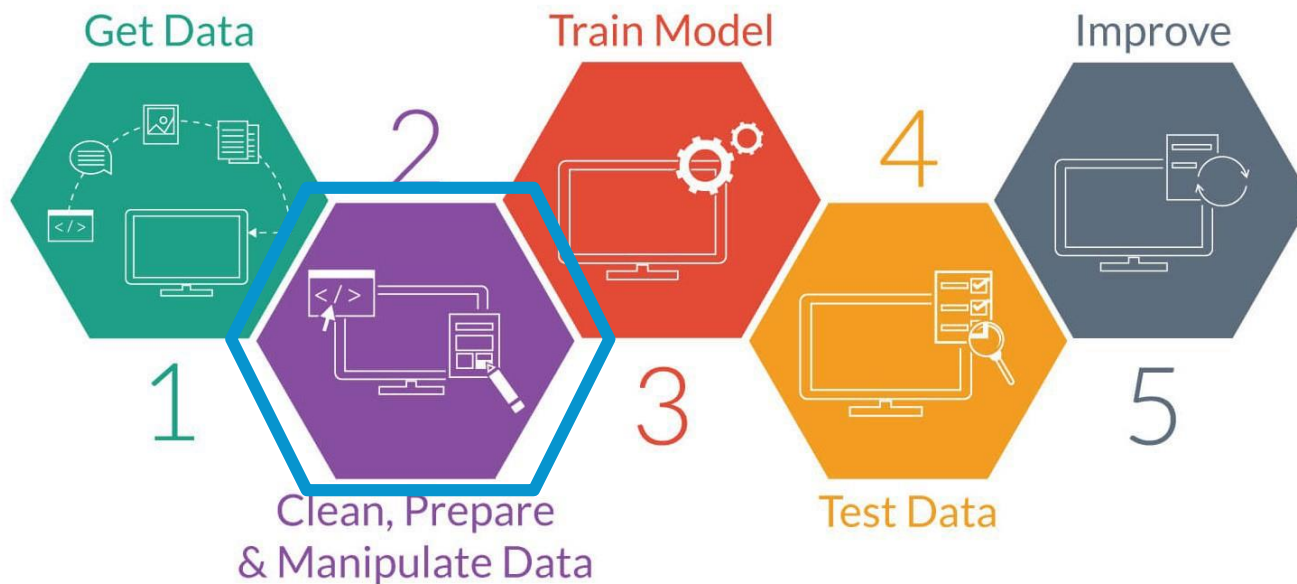 Get Data
Train Model
Improve
2
4
</>
</>
1
3
5
Clean, Prepare
& Manipulate Data
Test Data